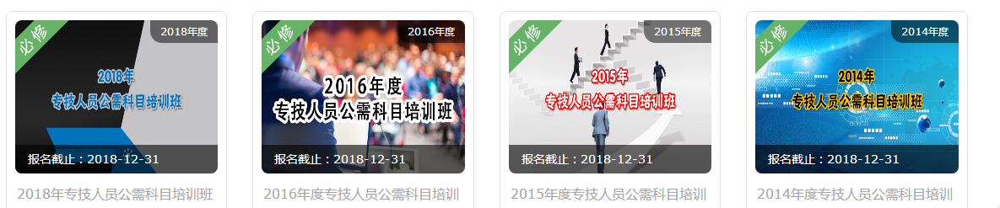 必修
2018年度
2018年
专技人员公需科目培训班
报名截止：2018-12-31
2018年专技人员公需科目培训班
必修
2016年度
2016年度
专技人员公需科目培训班
报名截止：2018-12-31
2016年度专技人员公需科目培训
必修
2015年度
2015年
专技人员公需科目培训班
报名截止：2018-12-31
2015年度专技人员公需科目培训
必修
2014年度
2014年
专技人员公需科目培训班
报名截止：2018-12-31
2014年度专技人员公需科目培训